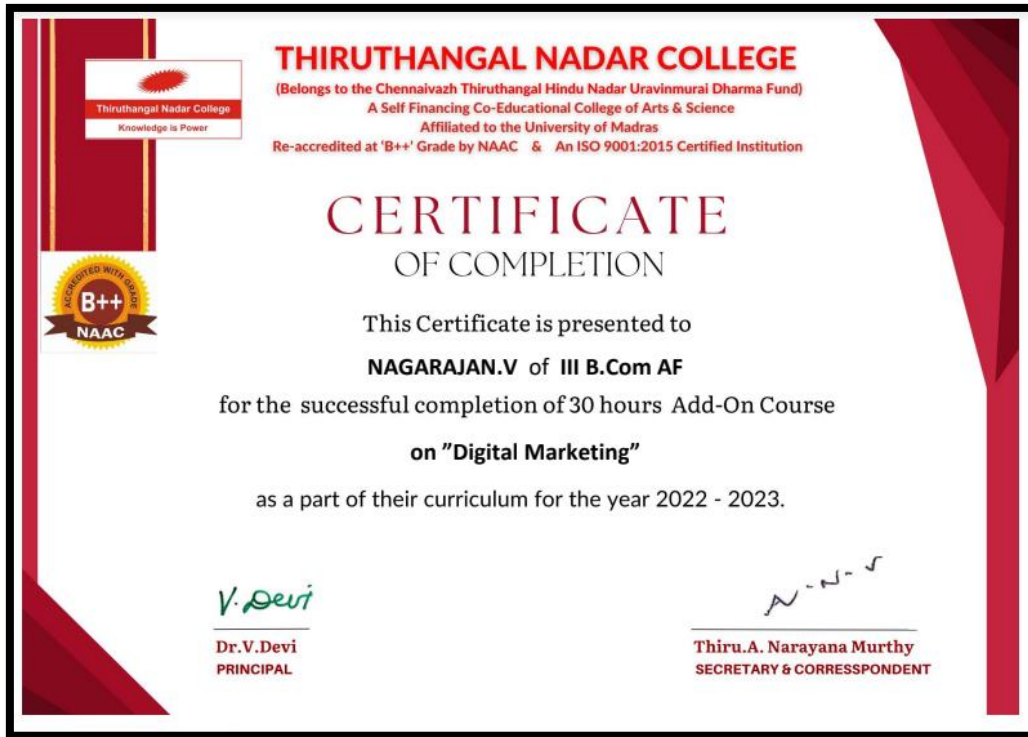 THIRUTHANGAL NADAR COLLEGE
(Belongs to the Chennaivazh Thiruthangal Hindu Nadar Uravinmurai Dharma Fund)
A Self Financing Co-Educational College of Arts & Science
Affiliated to the University of Madras
Re-accredited at 'B++' Grade by NAAC & An ISO 9001:2015 Certified Institution
Thiruthangal Nadar College
Knowledge is Power
CERTIFICATE
OF COMPLETION
ACCREDITED WITH GRADE
B++
NAAC
This Certificate is presented to
NAGARAJAN.V of III B.Com AF
for the successful completion of 30 hours Add-On Course
on ”Digital Marketing”
as a part of their curriculum for the year 2022 - 2023.
V. Devi
A-N-V
Dr.V.Devi
PRINCIPAL
Thiru.A. Narayana Murthy
SECRETARY & CORRESSPONDENT